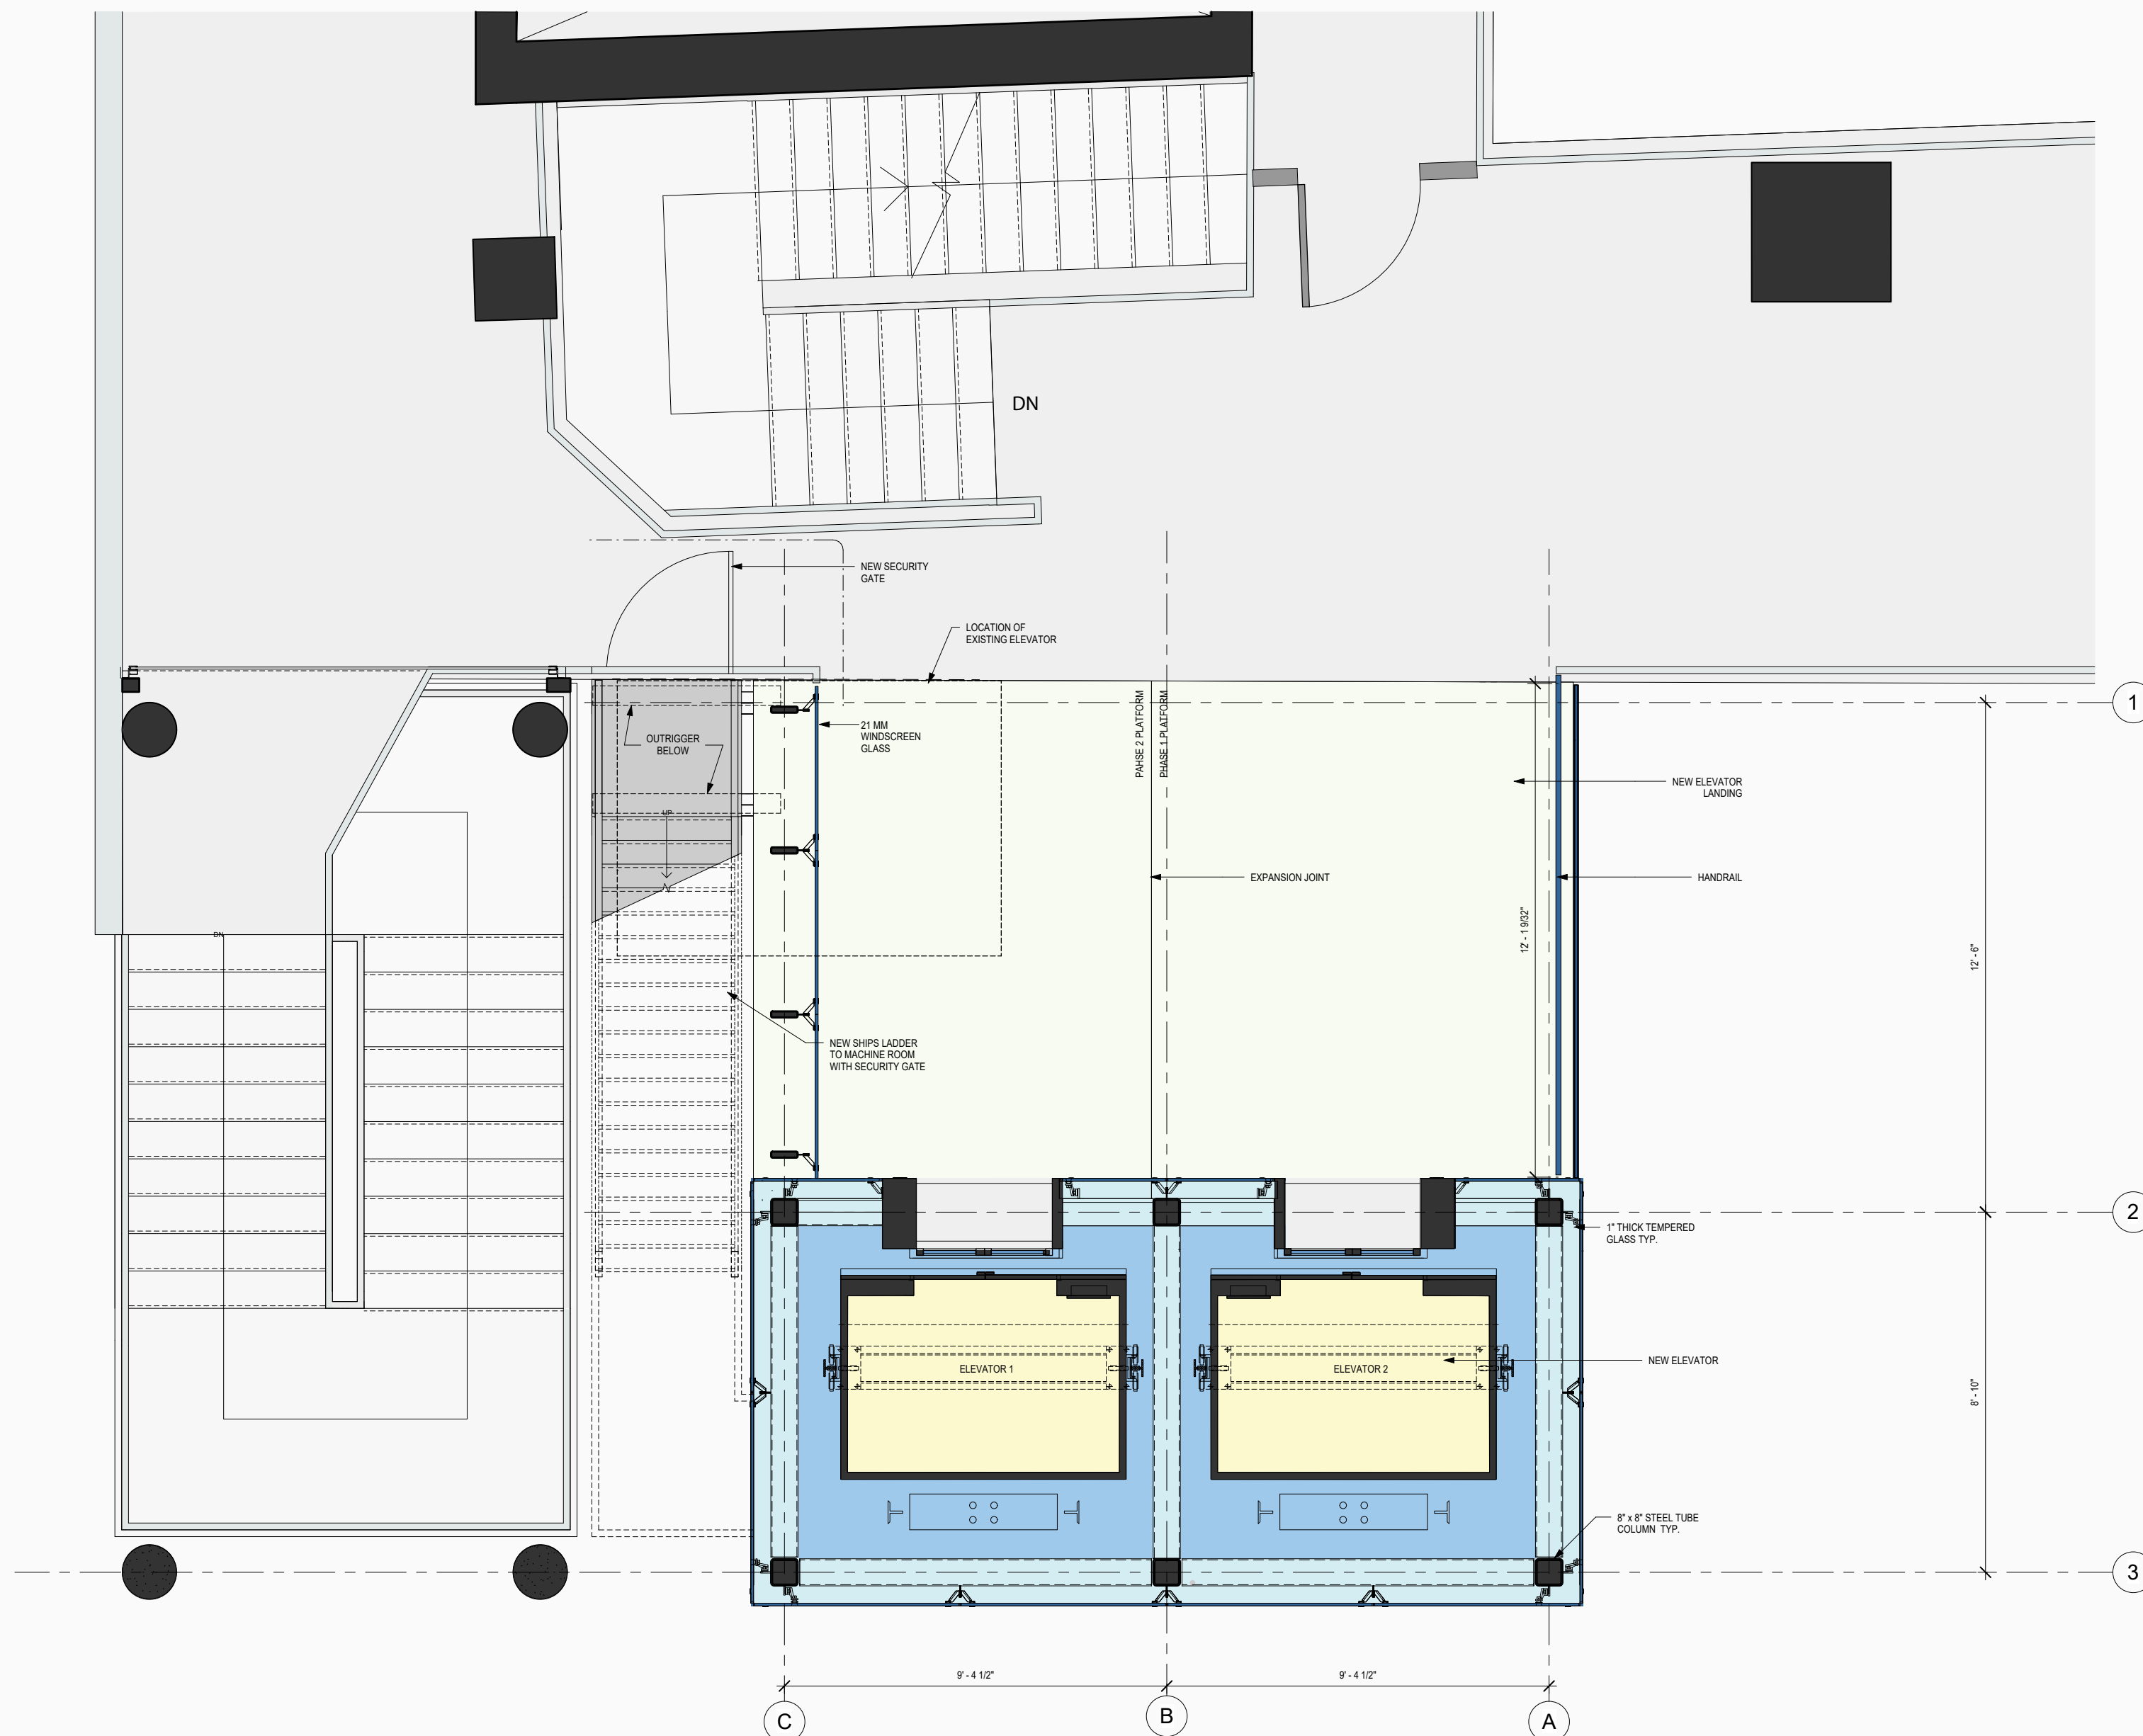 DN
NEW SECURITY
GATE
LOCATION OF
EXISTING ELEVATOR
1
OUTRIGGER
BELOW
21 MM
WINDSCREEN
GLASS
PAHSE 2 PLATFORM
PHASE 1 PLATFORM
NEW ELEVATOR
LANDING
UP
EXPANSION JOINT
HANDRAIL
12' - 1 9/32"
12' - 6"
DN
NEW SHIPS LADDER
TO MACHINE ROOM
WITH SECURITY GATE
2
1" THICK TEMPERED
GLASS TYP.
ELEVATOR 1
ELEVATOR 2
NEW ELEVATOR
8' - 10"
8" x 8" STEEL TUBE
COLUMN TYP.
3
9' - 4 1/2"
9' - 4 1/2"
C
B
A